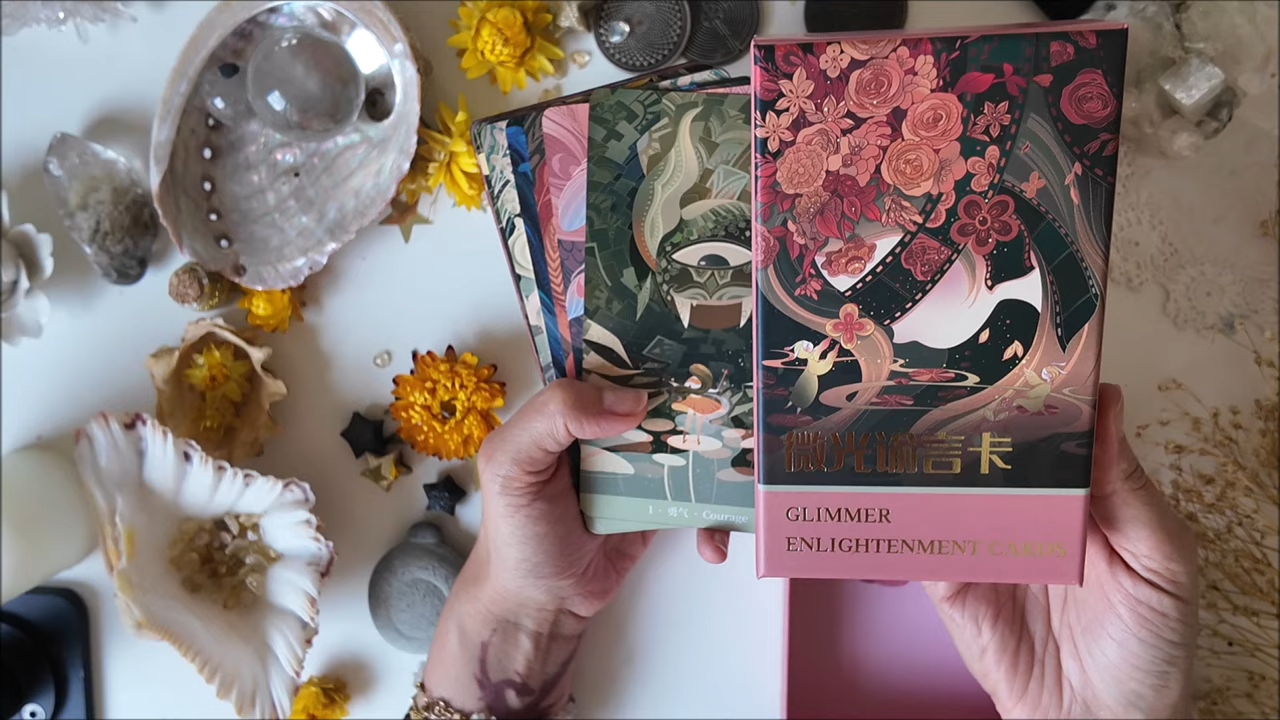 1 · 勇气 · Courage
微光谕言卡
GLIMMER
ENLIGHTENMENT CARDS